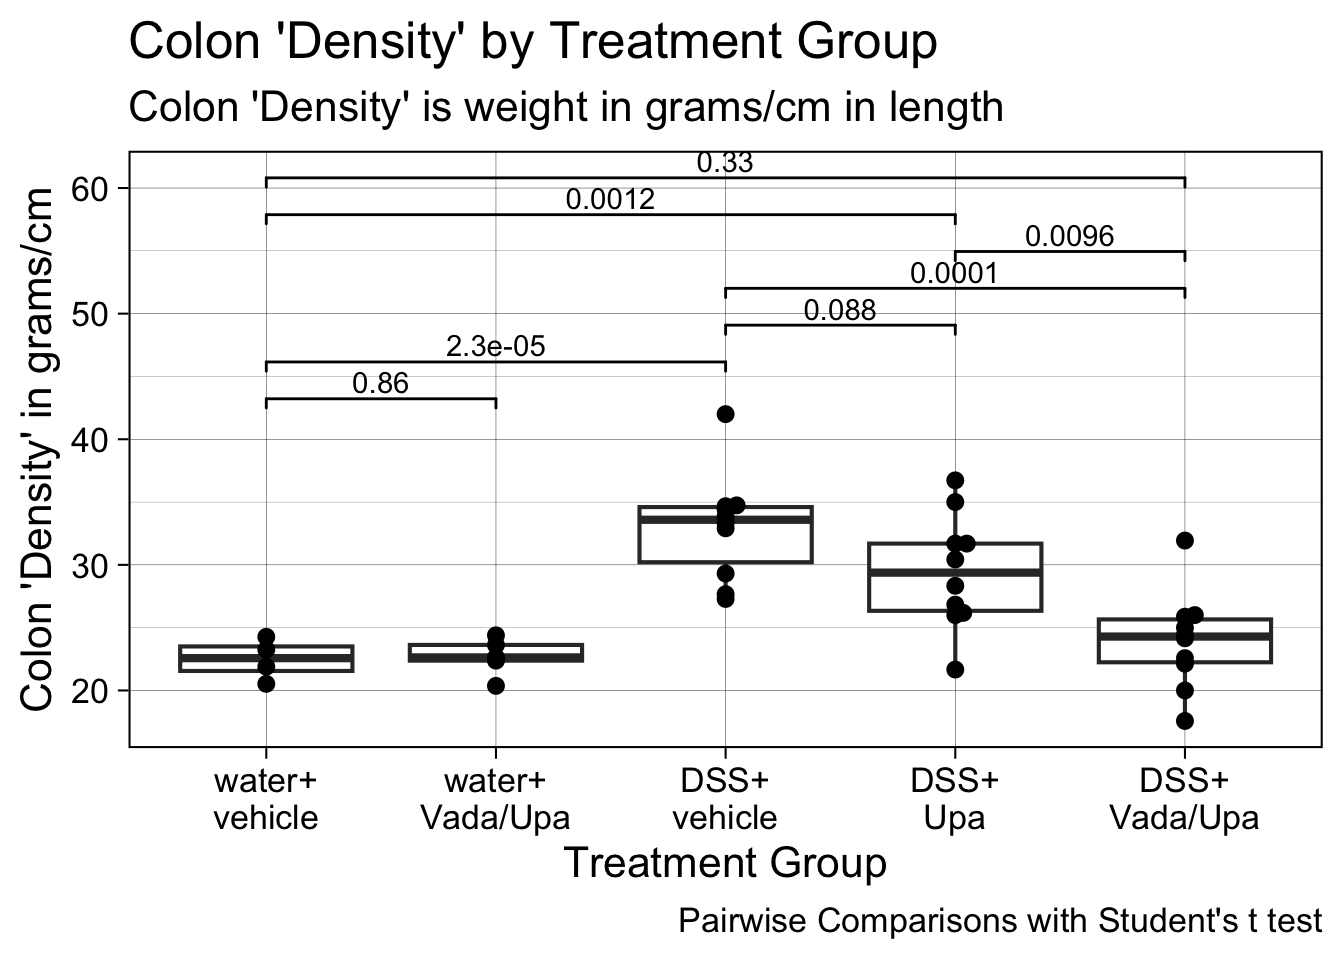 Colon 'Density' by Treatment Group
Colon 'Density' is weight in grams/cm in length
0.33
0.0012
0.0096
0.0001
0.088
2.3e-05
0.86
Colon 'Density' in grams/cm
60
50
40
30
20
water+
vehicle
water+
Vada/Upa
DSS+
vehicle
DSS+
Upa
DSS+
Vada/Upa
Treatment Group
Pairwise Comparisons with Student's t test